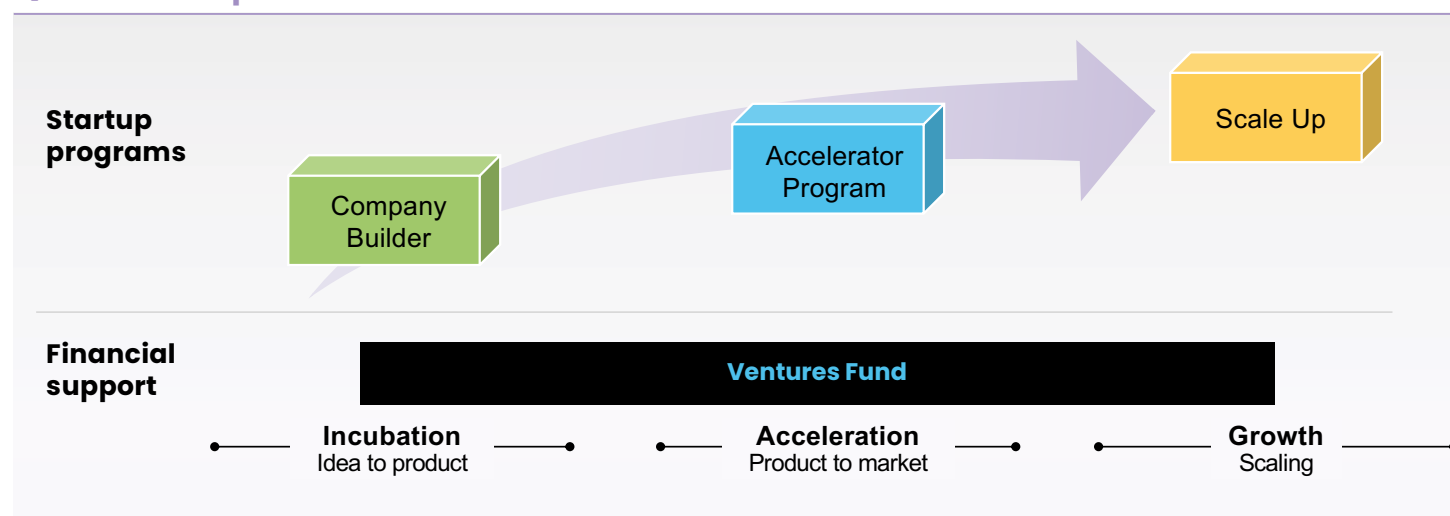 Startup
programs
Company
Builder
Accelerator
Program
Scale Up
Financial
support
Ventures Fund
Incubation
Idea to product
Acceleration
Product to market
Growth
Scaling